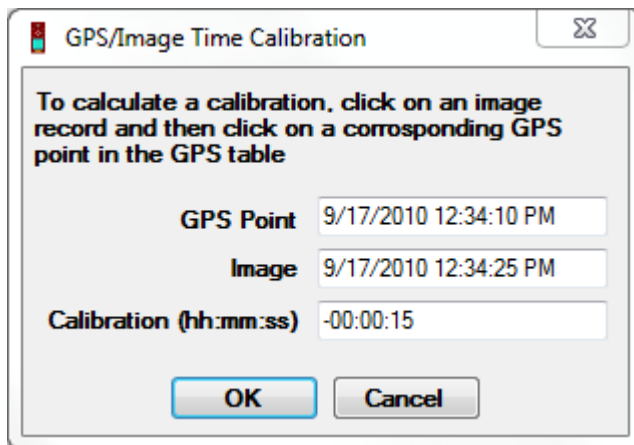 GPS/Image Time Calibration
To calculate a calibration, click on an image
record and then click on a corrosponding GPS
point in the GPS table
GPS Point 9/17/2010 12:34:10 PM
Image 9/17/2010 12:34:25 PM
Calibration (hh:mm:ss) -00:00:15
OK Cancel